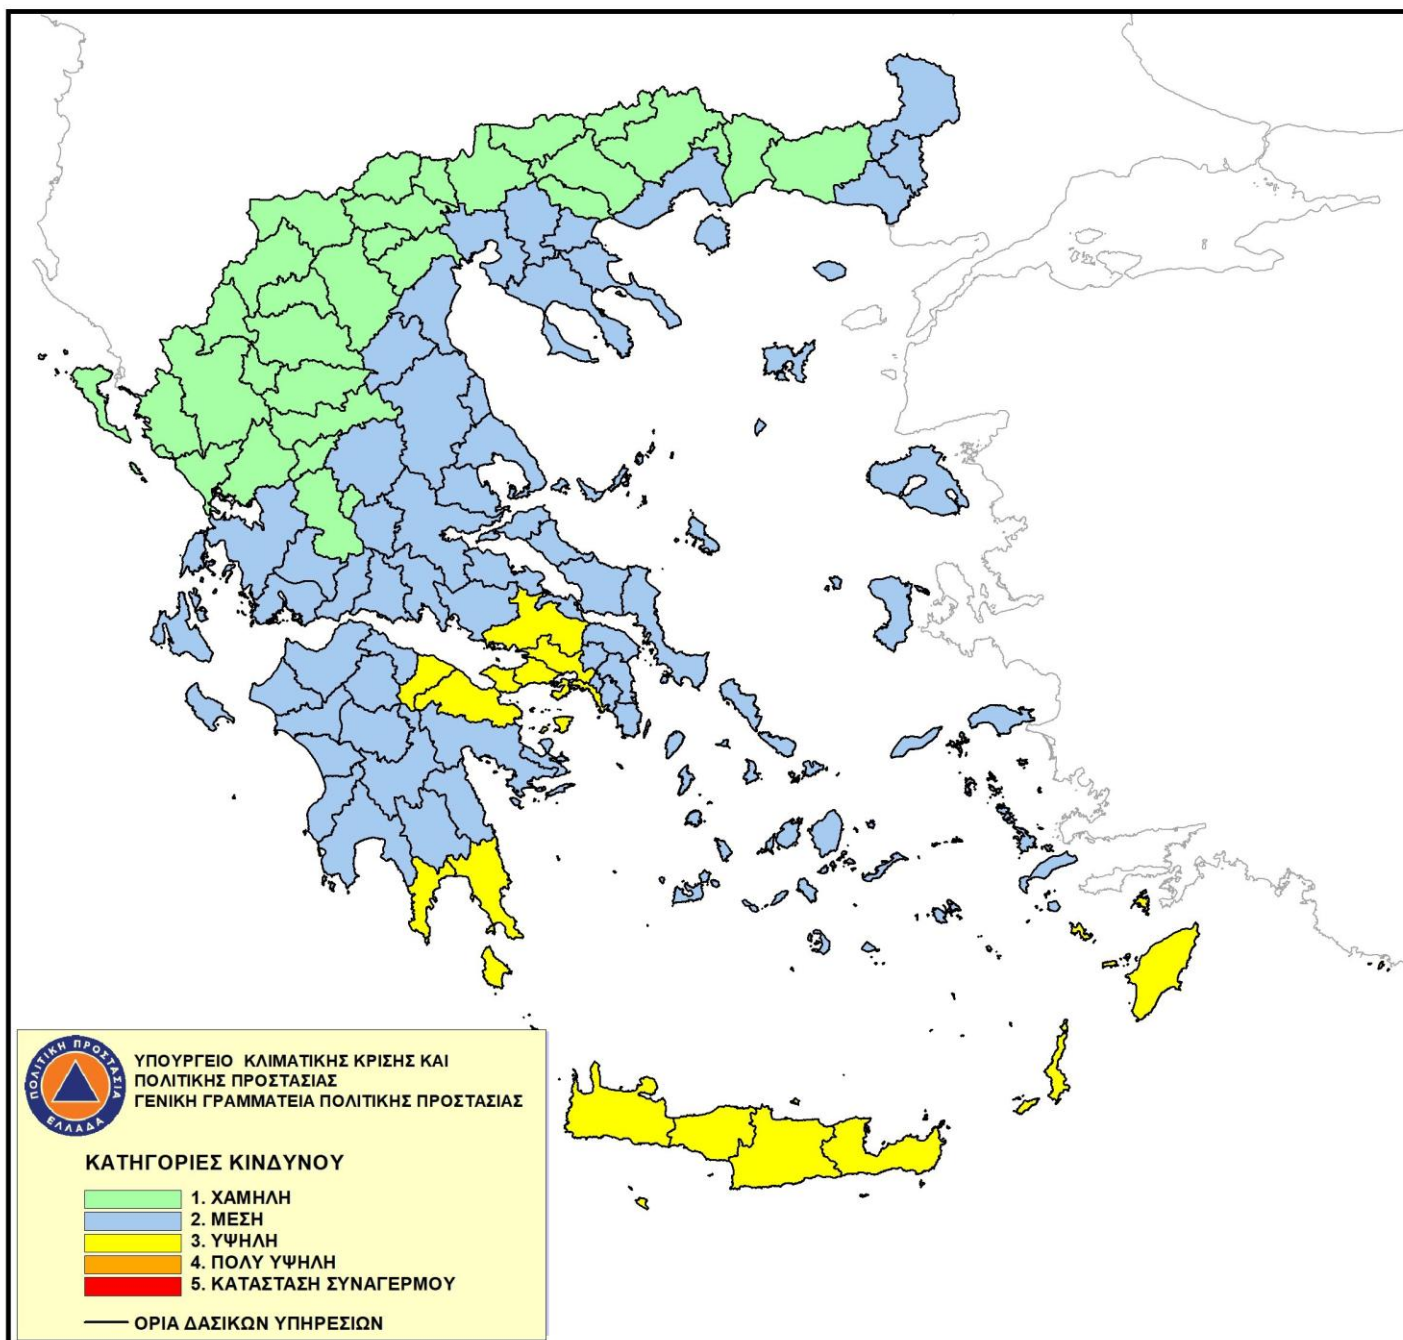 ΠΟΛΙΤΙΚΗ ΠΡΟΣΤΑΣΙΑ
ΕΛΛΑΔΑ
ΥΠΟΥΡΓΕΙΟ ΚΛΙΜΑΤΙΚΗΣ ΚΡΙΣΗΣ ΚΑΙ
ΠΟΛΙΤΙΚΗΣ ΠΡΟΣΤΑΣΙΑΣ
ΓΕΝΙΚΗ ΓΡΑΜΜΑΤΕΙΑ ΠΟΛΙΤΙΚΗΣ ΠΡΟΣΤΑΣΙΑΣ
ΚΑΤΗΓΟΡΙΕΣ ΚΙΝΔΥΝΟΥ
1. ΧΑΜΗΛΗ
2. ΜΕΣΗ
3. ΥΨΗΛΗ
4. ΠΟΛΥ ΥΨΗΛΗ
5. ΚΑΤΑΣΤΑΣΗ ΣΥΝΑΓΕΡΜΟΥ
ΟΡΙΑ ΔΑΣΙΚΩΝ ΥΠΗΡΕΣΙΩΝ